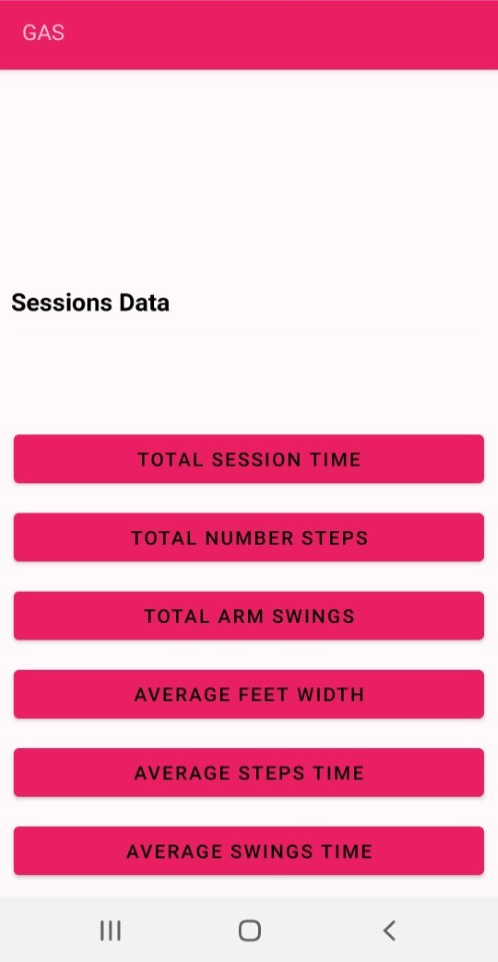 GAS
Sessions Data
TOTAL SESSION TIME
TOTAL NUMBER STEPS
TOTAL ARM SWINGS
AVERAGE FEET WIDTH
AVERAGE STEPS TIME
AVERAGE SWINGS TIME